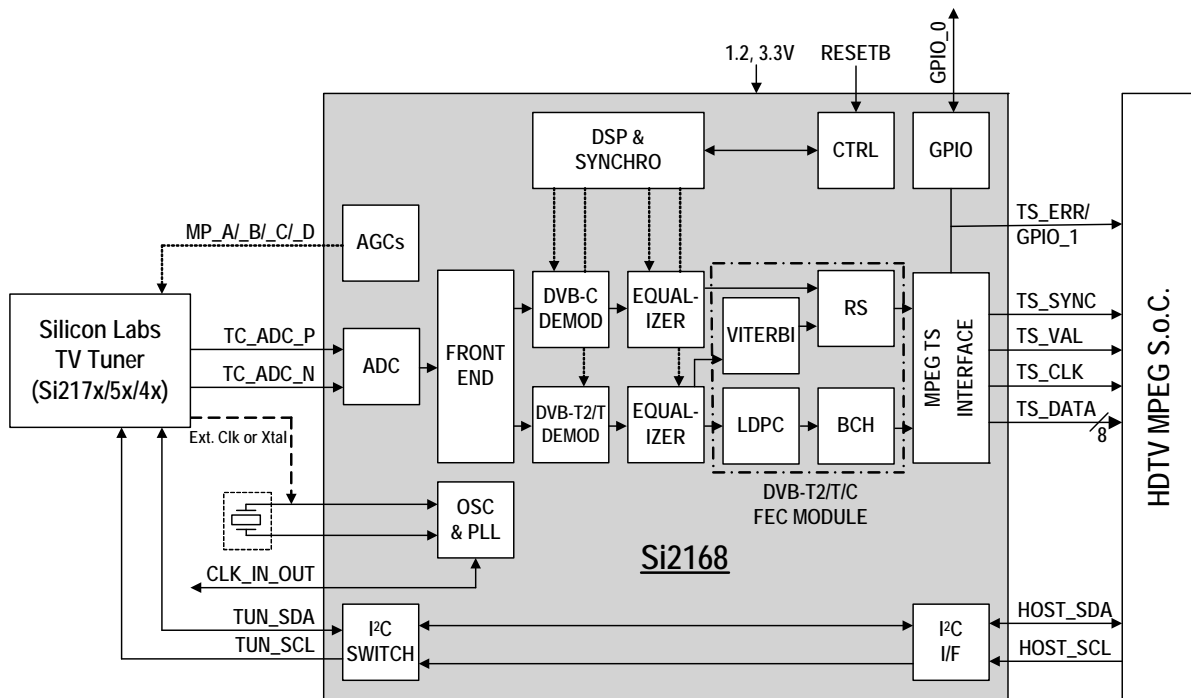 1.2, 3.3V
RESETB
GPIO_0
DSP &
SYNCHRO
CTRL
GPIO
HDTV MPEG S.o.C.
MP_A/_B/_C/_D
AGCs
TS_ERR/
GPIO_1
Silicon Labs
TV Tuner
(Si217x/5x/4x)
TC_ADC_P
TC_ADC_N
ADC
FRONT
END
DVB-C
DEMOD
EQUAL-
IZER
VITERBI
RS
MPEG TS
INTERFACE
TS_SYNC
TS_VAL
TS_CLK
TS_DATA
8
DVB-T2/T
DEMOD
EQUAL-
IZER
LDPC
BCH
Ext. Clk or Xtal
DVB-T2/T/C
FEC MODULE
OSC
& PLL
Si2168
CLK_IN_OUT
TUN_SDA
TUN_SCL
I²C
SWITCH
I²C
I/F
HOST_SDA
HOST_SCL